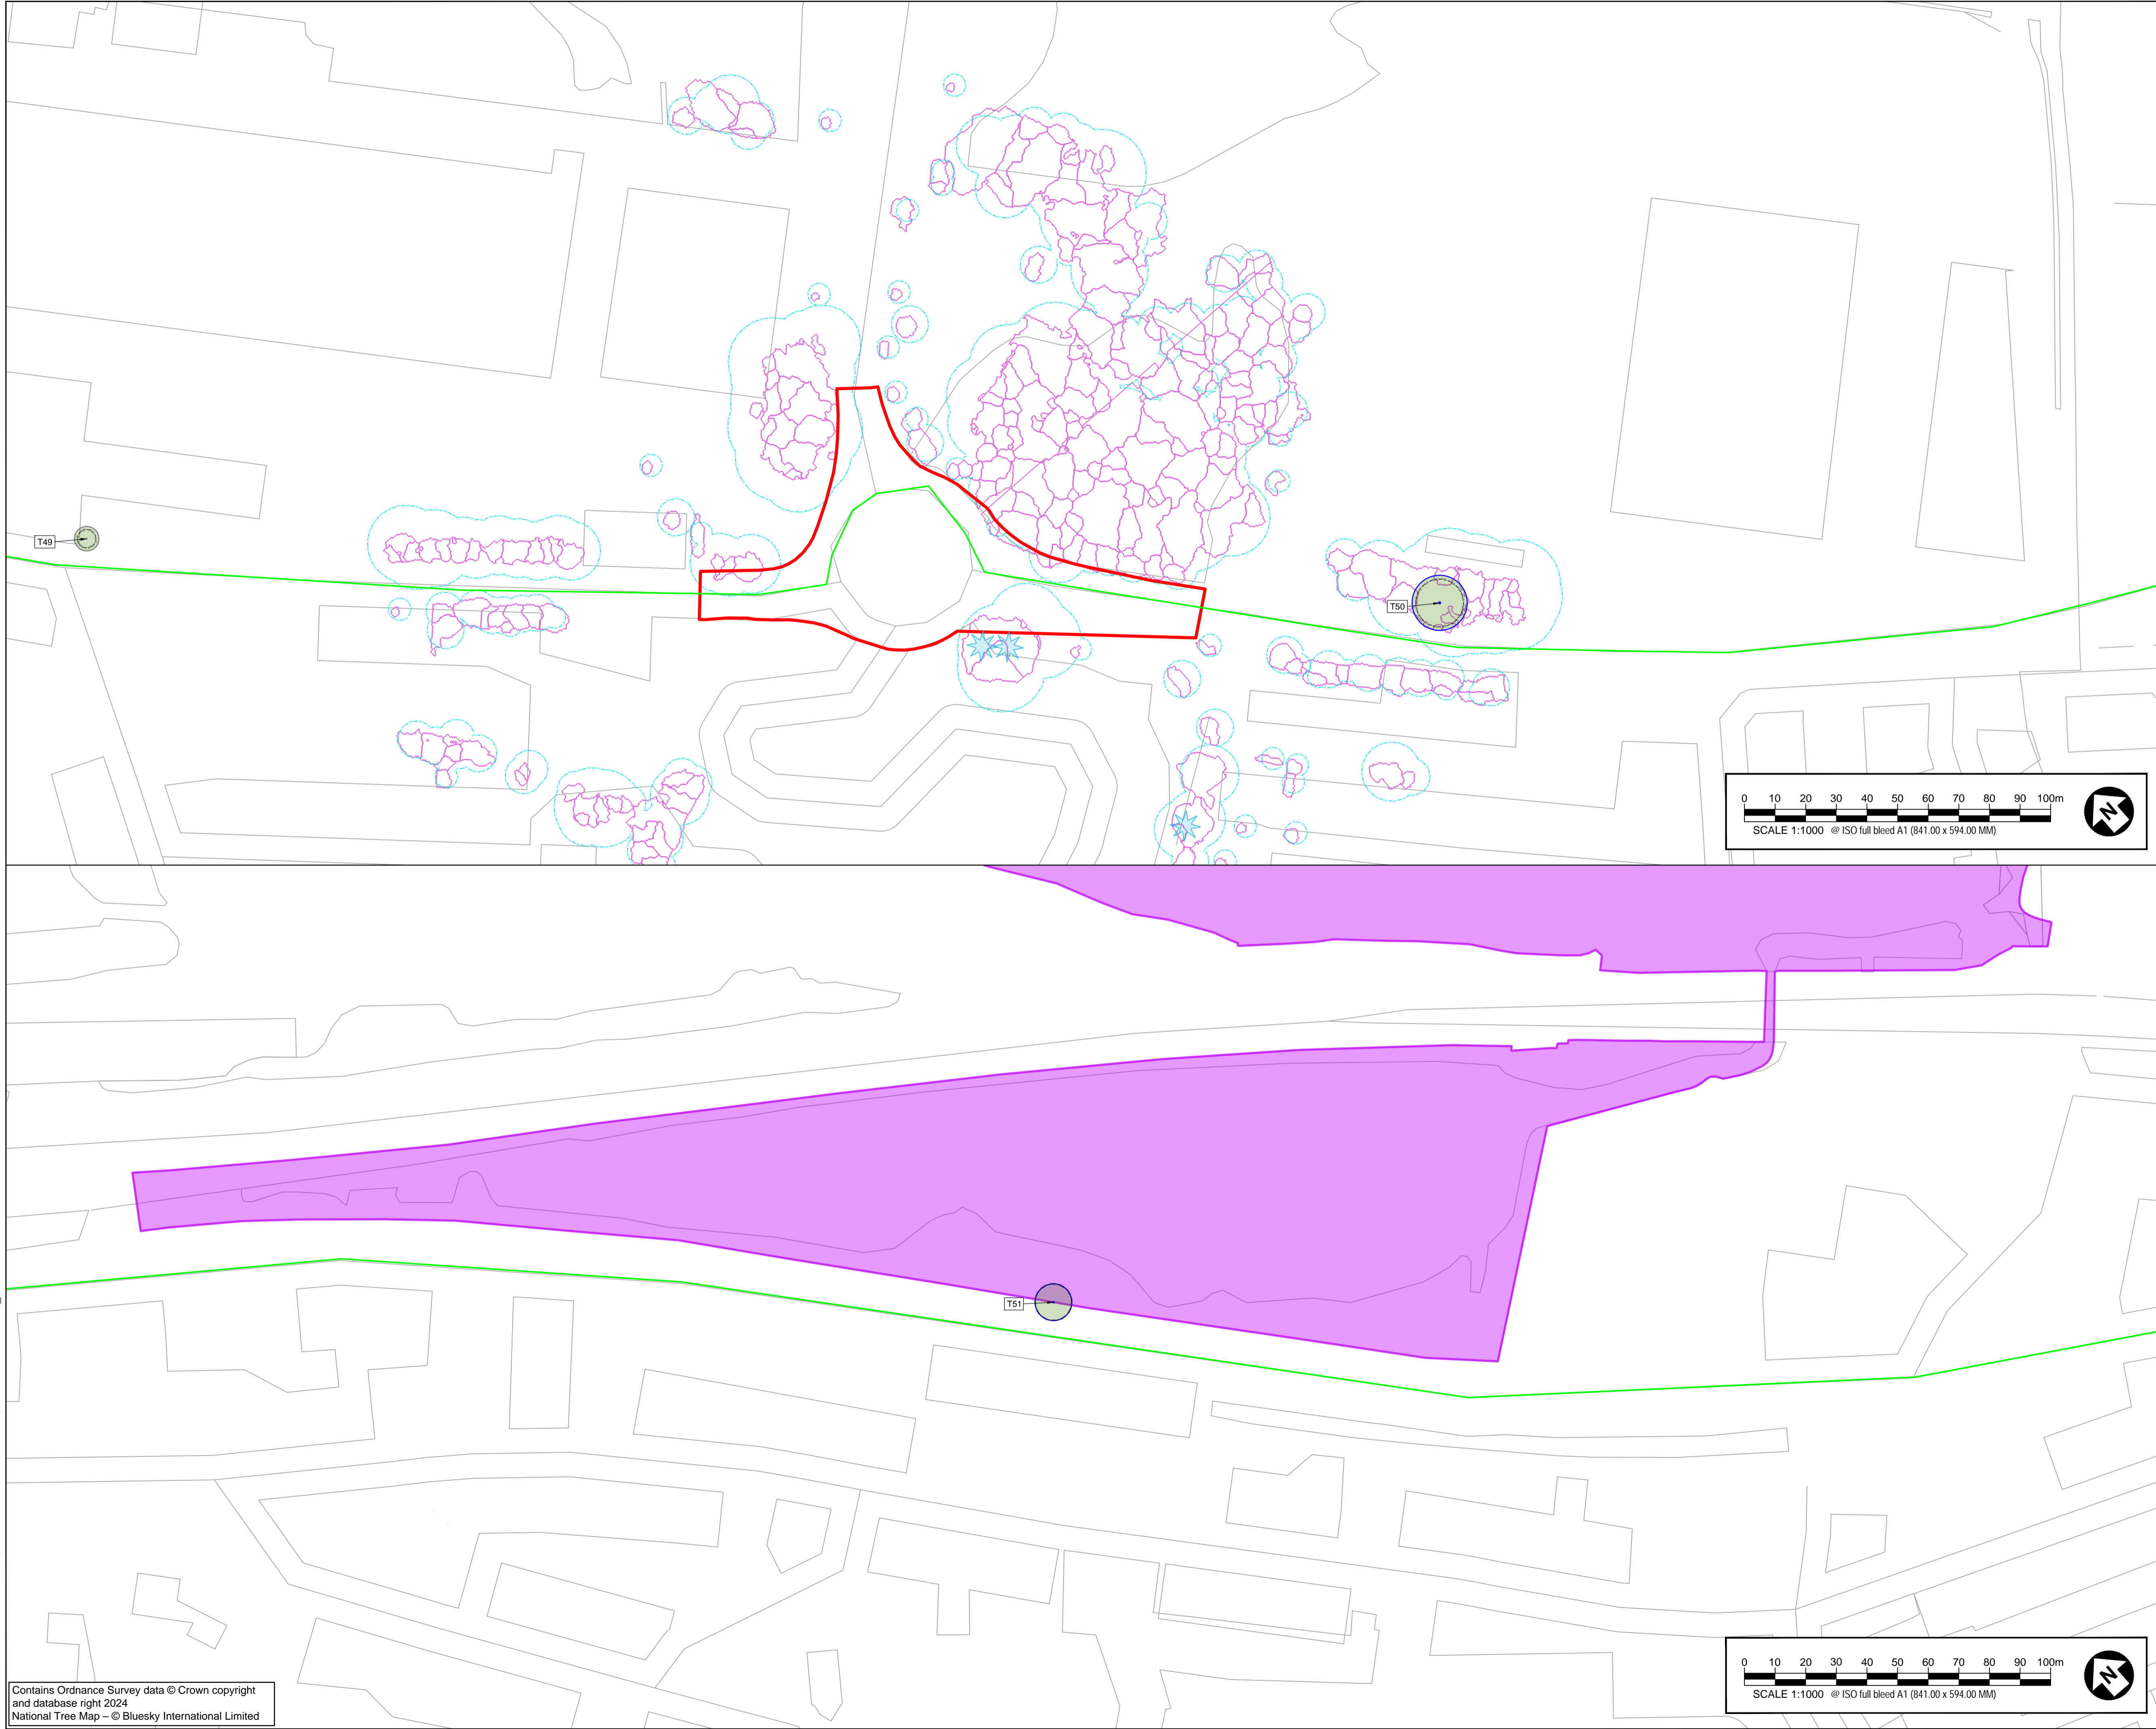 T49
T50
0 10 20 30 40 50 60 70 80 90 100m
SCALE 1:1000 @ ISO full bleed A1 (841.00 x 594.00 MM)
N
T51
0 10 20 30 40 50 60 70 80 90 100m
SCALE 1:1000 @ ISO full bleed A1 (841.00 x 594.00 MM)
N
Contains Ordnance Survey data © Crown copyright
and database right 2024
National Tree Map – © Bluesky International Limited